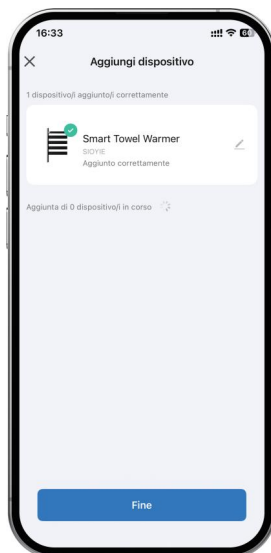 16:33
Aggiungi dispositivo
1 dispositivo/i aggiunto/i correttamente
Smart Towel Warmer
SIOYIE
Aggiunto correttamente
Aggiunta di 0 dispositivo/i in corso
Fine